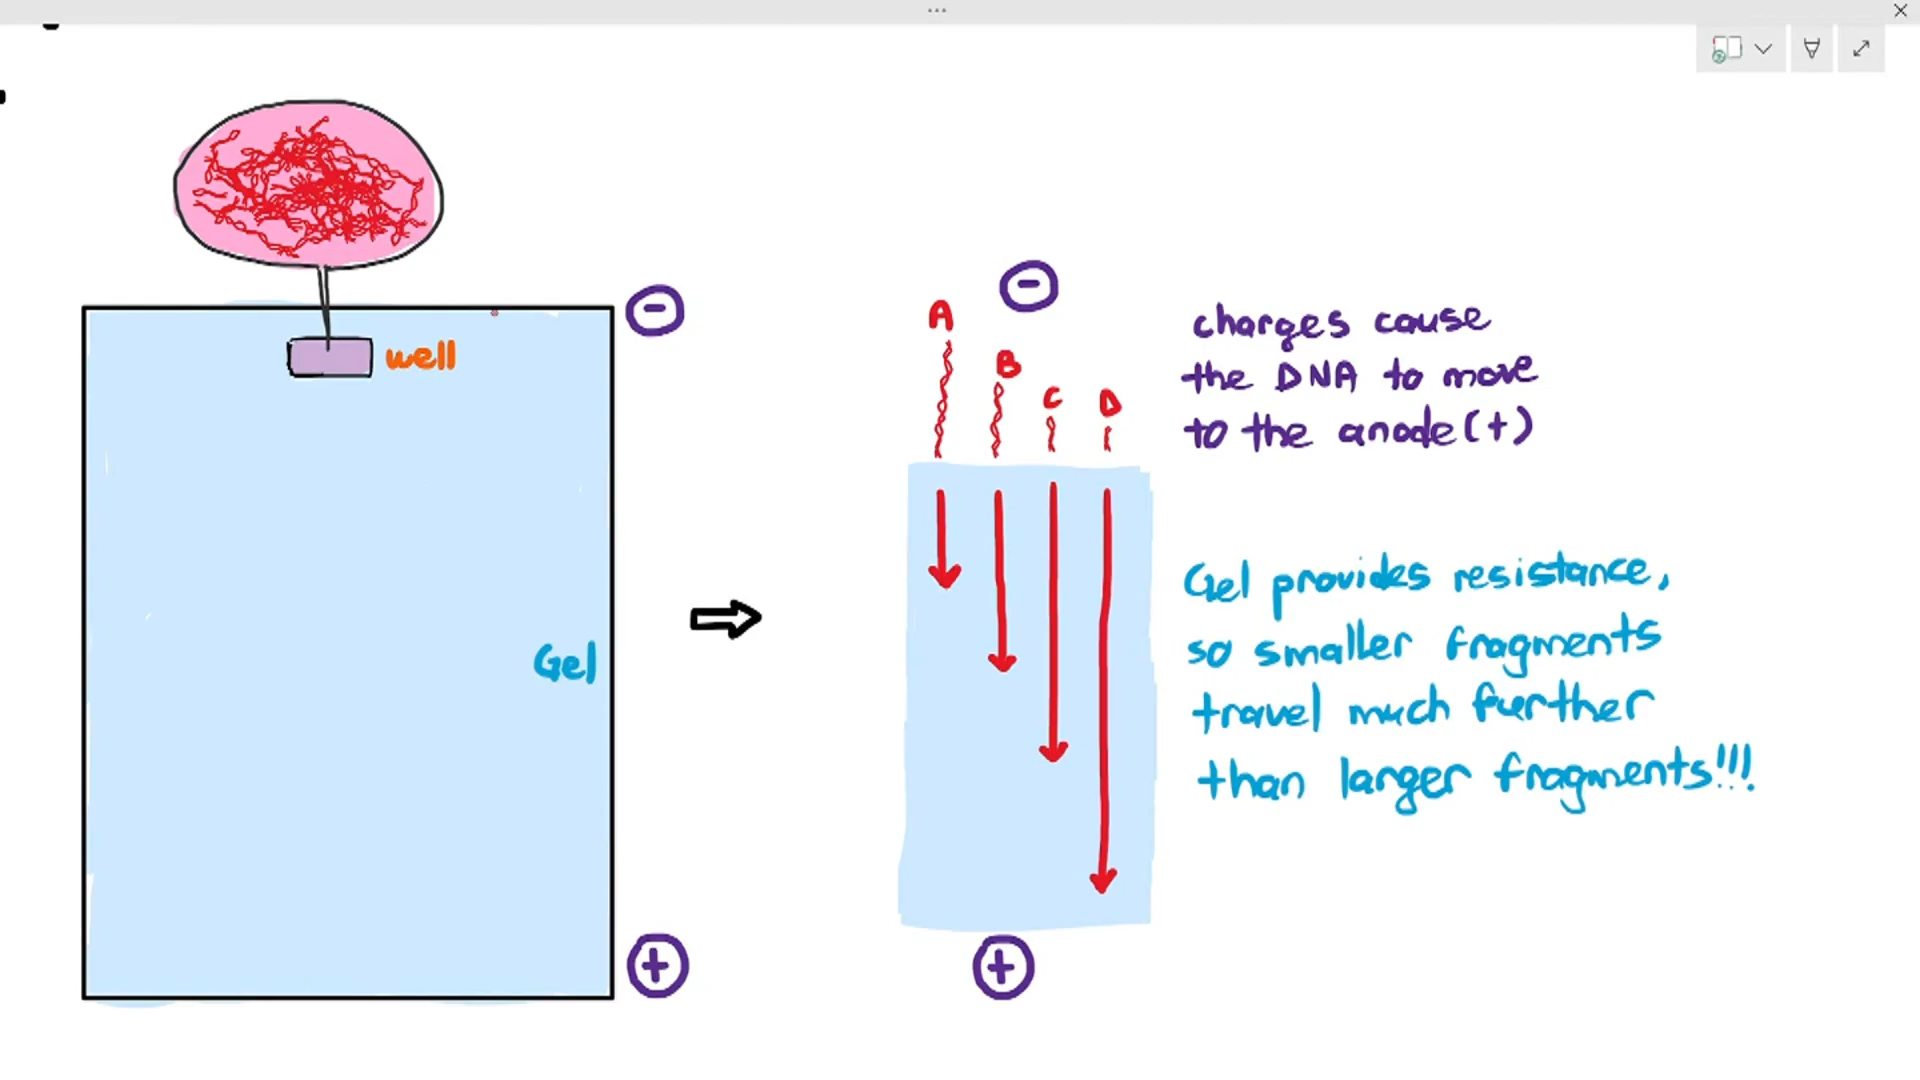 well
Gel
-
+
-
A
B
C
D
+
charges cause
the DNA to move
to the anode(+)
Gel provides resistance,
so smaller fragments
travel much further
than larger fragments!!!